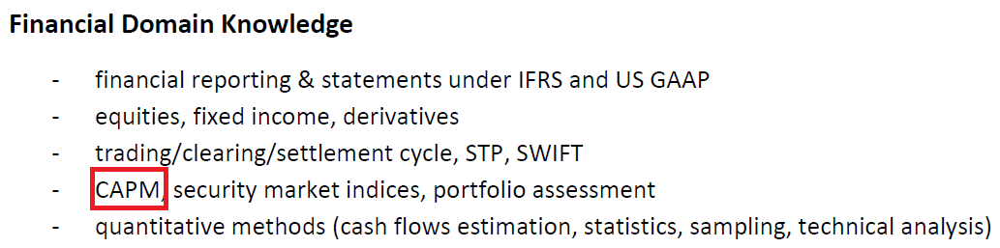 Financial Domain Knowledge
- financial reporting & statements under IFRS and US GAAP
- equities, fixed income, derivatives
- trading/clearing/settlement cycle, STP, SWIFT
- CAPM, security market indices, portfolio assessment
- quantitative methods (cash flows estimation, statistics, sampling, technical analysis)